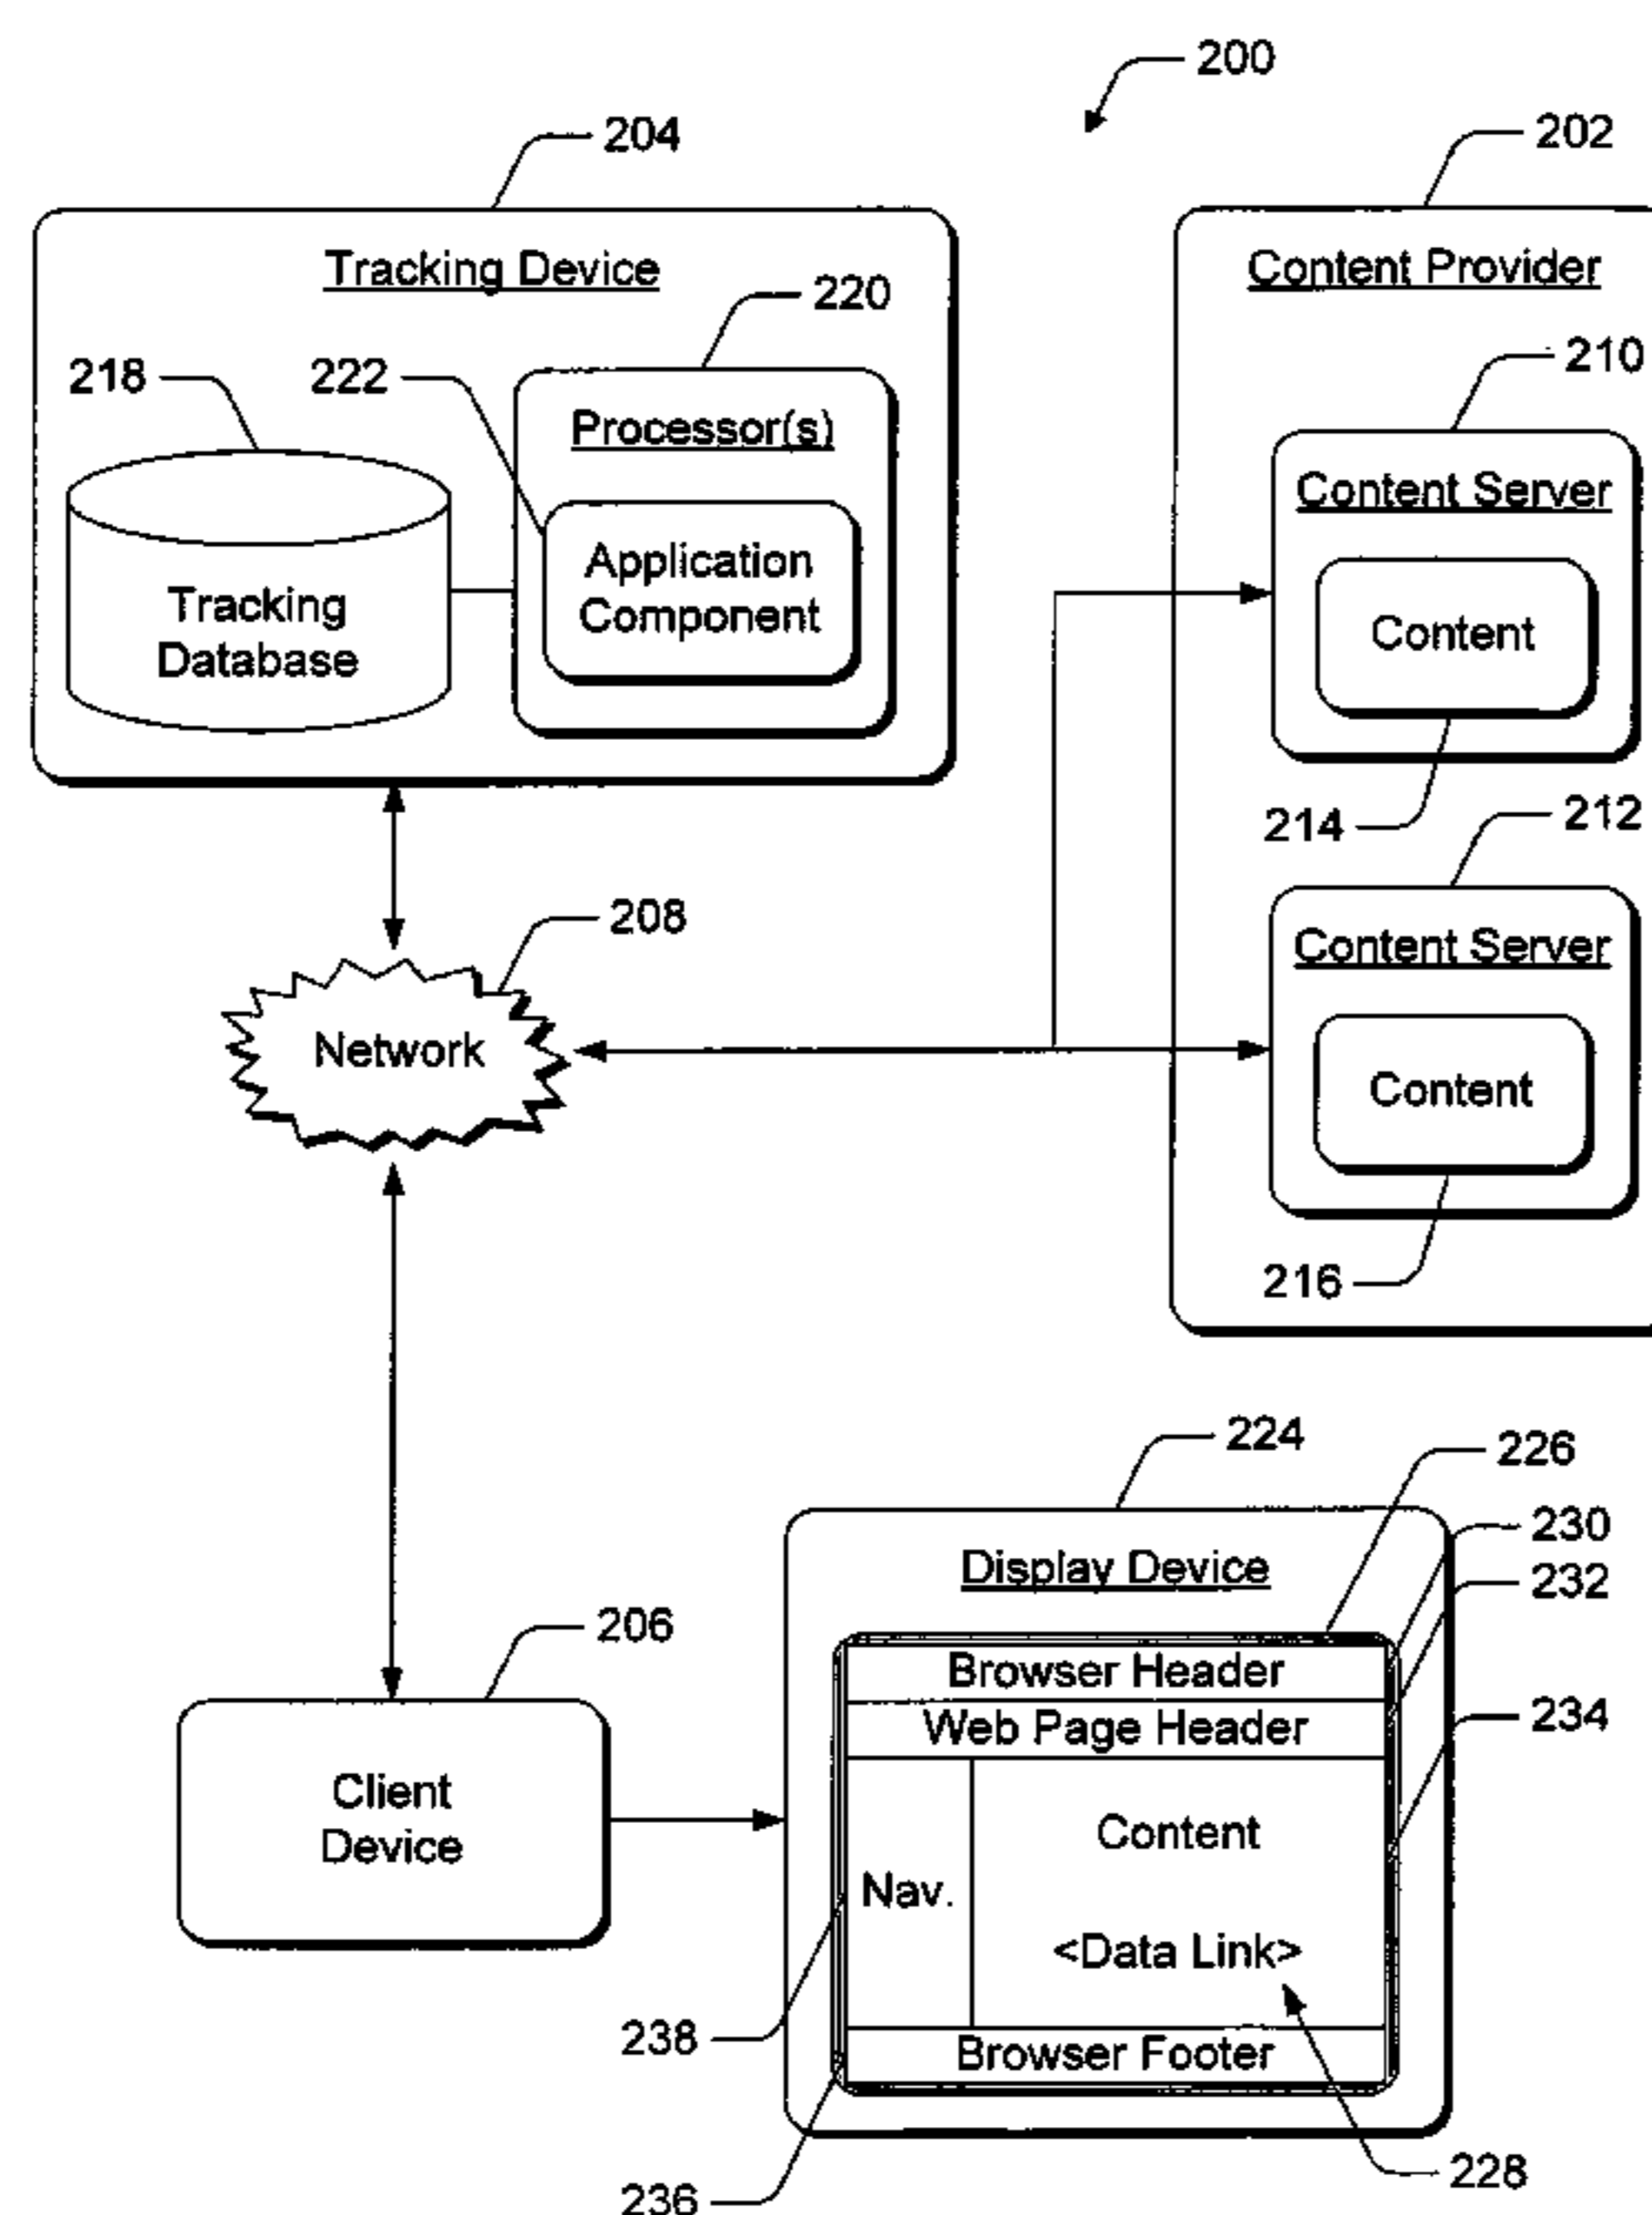 200
204
202
Tracking Device
Content Provider
220
210
218
222
Processor(s)
Content Server
Application
Component
Tracking
Database
Content
214
212
208
Content Server
Network
Content
216
224
226
230
Display Device
232
206
Browser Header
234
Web Page Header
Client
Device
Content
Nav.
<Data Link>
238
Browser Footer
228
236